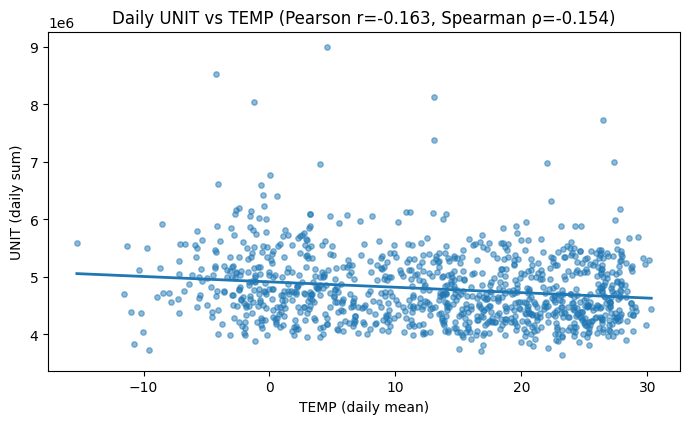 Daily UNIT vs TEMP (Pearson r=-0.163, Spearman ρ=-0.154)
1e6
9
8
7
6
5
4
UNIT (daily sum)
−10
0
10
20
30
TEMP (daily mean)